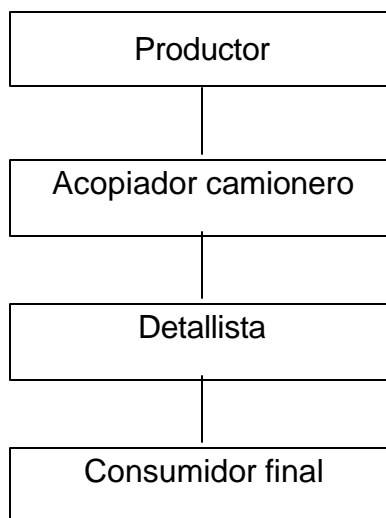 Productor
Acopiador camionero
Detallista
Consumidor final